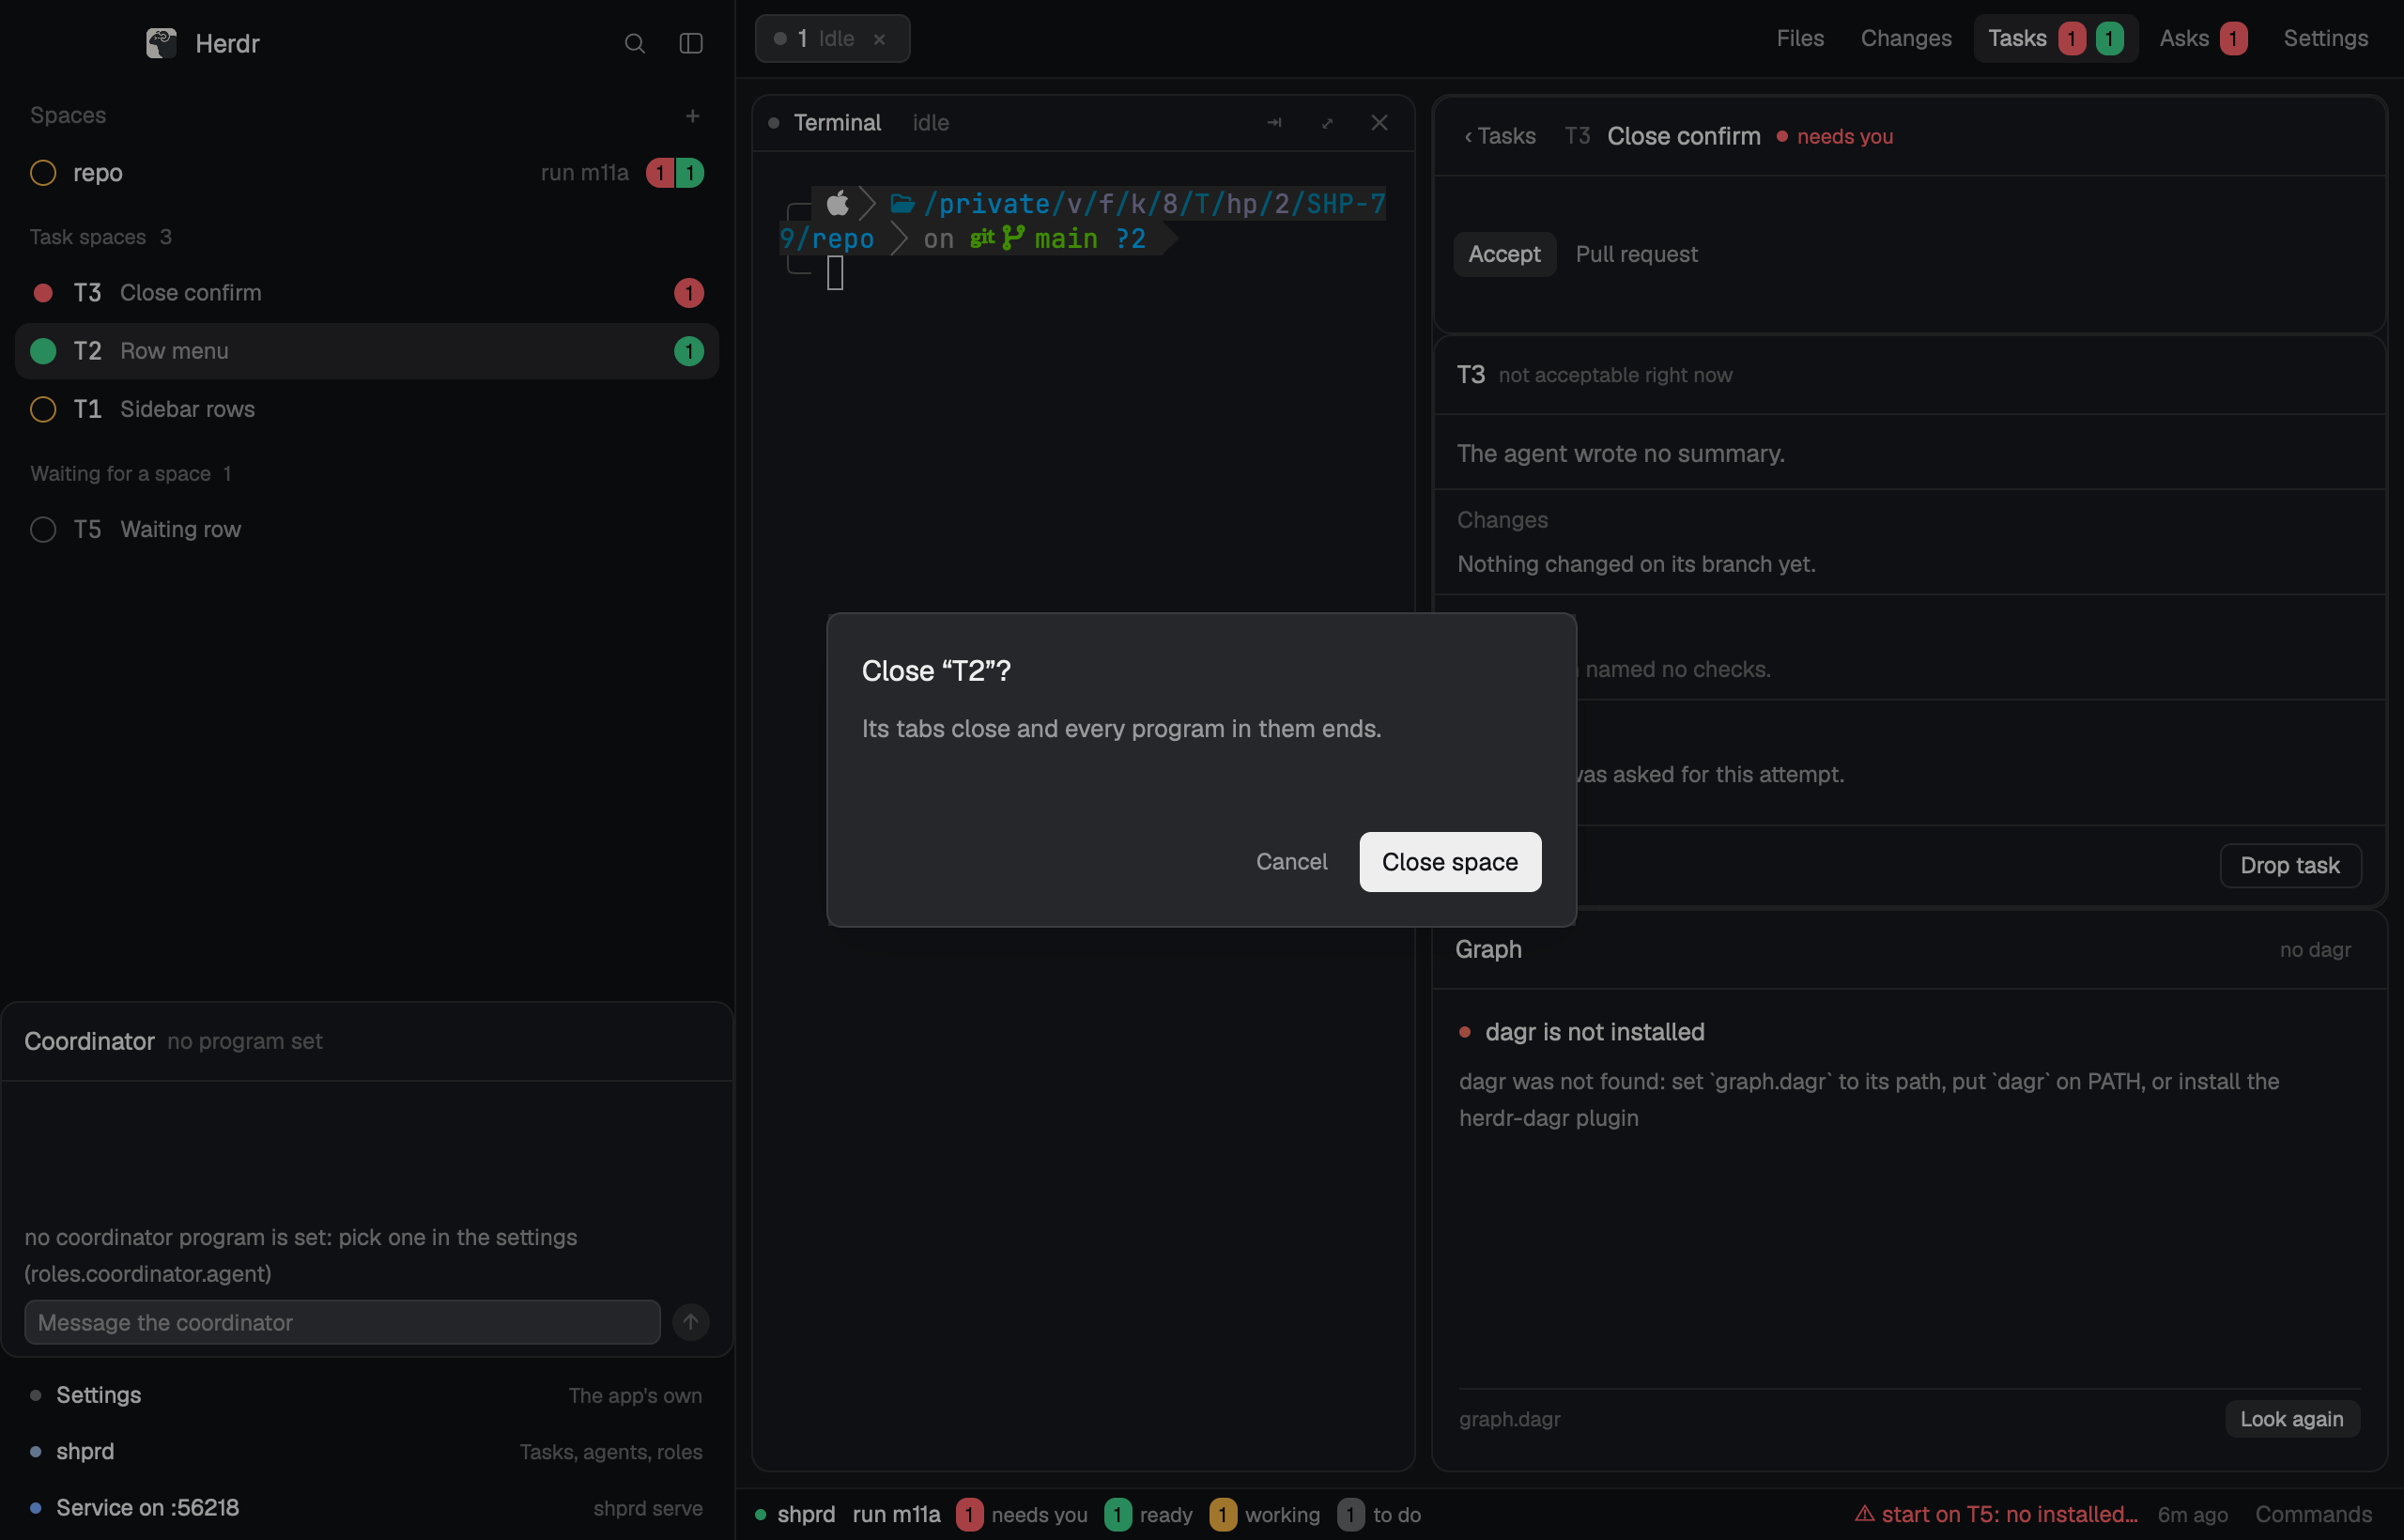 Herdr
Spaces
repo run m11a 1 1
Task spaces 3
T3 Close confirm 1
T2 Row menu 1
T1 Sidebar rows
Waiting for a space 1
T5 Waiting row
Coordinator no program set
no coordinator program is set: pick one in the settings
(roles.coordinator.agent)
Message the coordinator
Settings The app's own
shprd Tasks, agents, roles
Service on :56218 shprd serve
1 Idle
Files Changes Tasks 1 1 Asks 1 Settings
Terminal idle
/private/v/f/k/8/T/hp/2/SHP-7
9/repo on git main ?2
‹ Tasks T3 Close confirm needs you
Accept Pull request
T3 not acceptable right now
The agent wrote no summary.
Changes
Nothing changed on its branch yet.
named no checks.
was asked for this attempt.
Drop task
Close “T2”?
Its tabs close and every program in them ends.
Cancel Close space
Graph no dagr
dagr is not installed
dagr was not found: set `graph.dagr` to its path, put `dagr` on PATH, or install the
herdr-dagr plugin
graph.dagr Look again
shprd run m11a 1 needs you 1 ready 1 working 1 to do
start on T5: no installed... 6m ago Commands